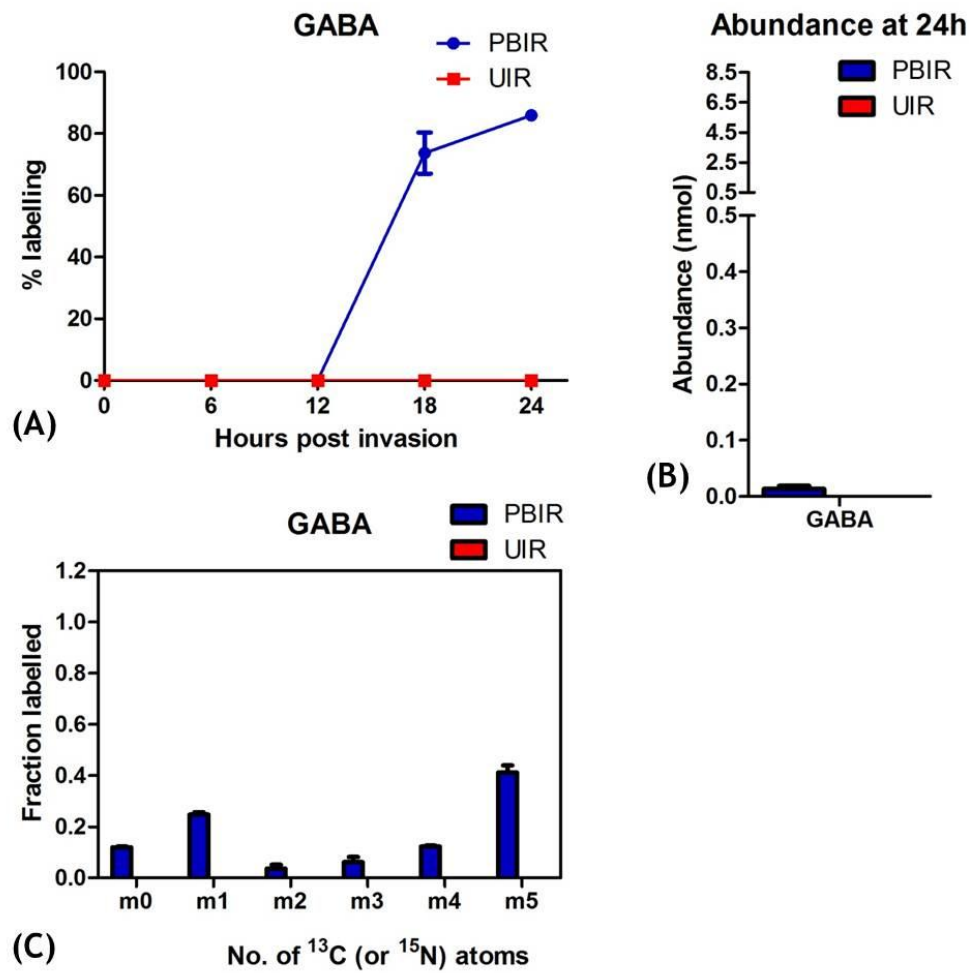 GABA
PBIR
UIR
100
80
60
40
20
0
% labelling
0 6 12 18 24
Hours post invasion
(A)
Abundance at 24h
PBIR
UIR
8.5
6.5
4.5
2.5
0.5
0.5
0.4
0.3
0.2
0.1
0.0
Abundance (nmol)
GABA
(B)
GABA
PBIR
UIR
1.2
1.0
0.8
0.6
0.4
0.2
0.0
Fraction labelled
m0 m1 m2 m3 m4 m5
No. of ¹³C (or ¹⁵N) atoms
(C)